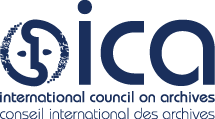 ica
international council on archives
conseil international des archives